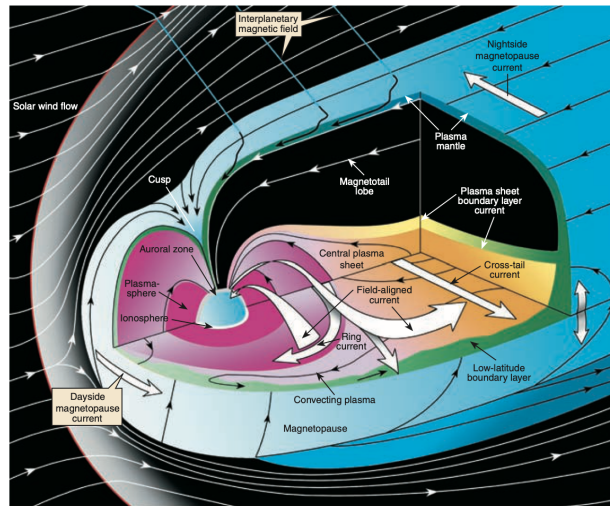 Interplanetary
magnetic field
Nightside
magnetopause
current
Solar wind flow
Plasma
mantle
Cusp
Magnetotail
lobe
Plasma sheet
boundary layer
current
Auroral zone
Central plasma
sheet
Cross-tail
current
Plasma-
sphere
Field-aligned
current
Ionosphere
Ring
current
Low-latitude
boundary layer
Dayside
magnetopause
current
Convecting plasma
Magnetopause